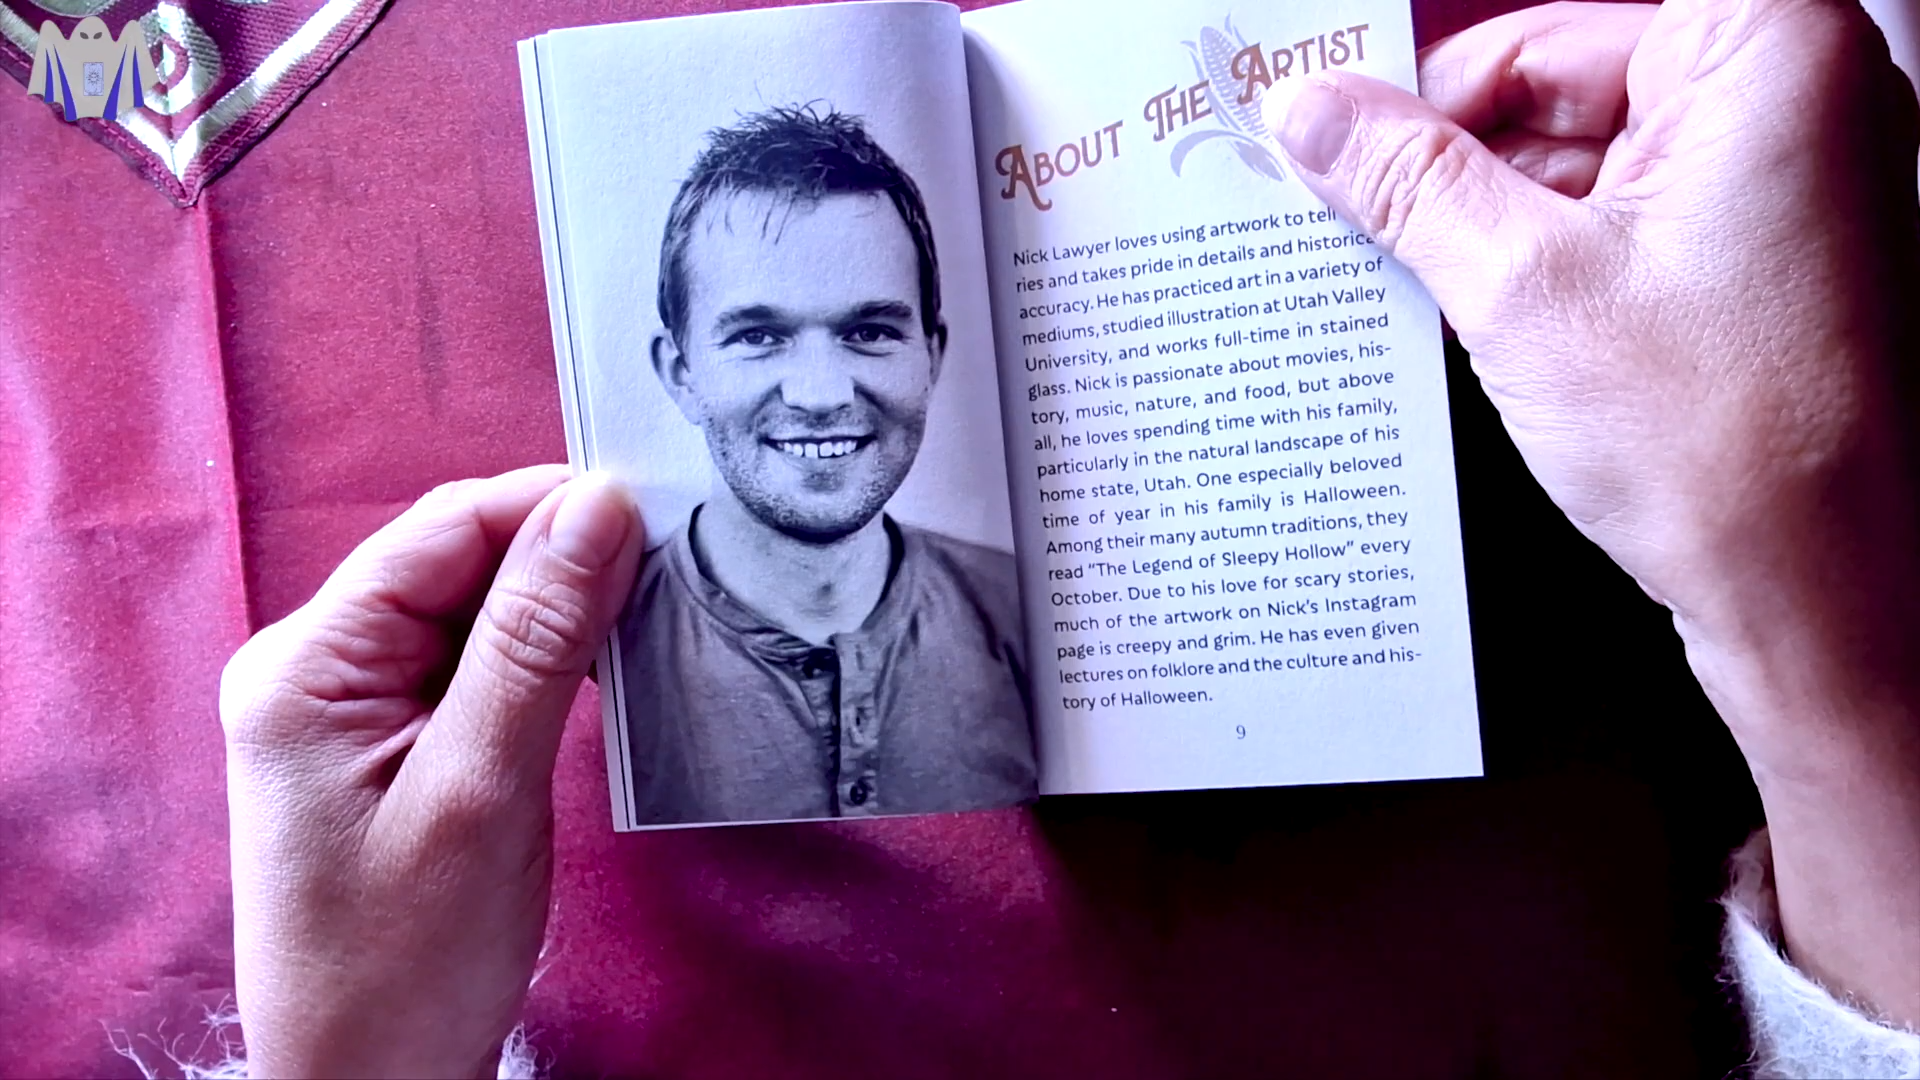 ABOUT THE ARTIST
Nick Lawyer loves using artwork to tell
ries and takes pride in details and
accuracy. He has practiced art in a variety of
mediums, studied illustration at Utah Valley
University, and works full-time in stained
glass. Nick is passionate about movies, his-
tory, music, nature, and food, but above
all, he loves spending time with his family,
particularly in the natural landscape of his
home state, Utah. One especially beloved
time of year in his family is Halloween.
Among their many autumn traditions, they
read "The Legend of Sleepy Hollow" every
October. Due to his love for scary stories,
much of the artwork on Nick's Instagram
page is creepy and grim. He has even given
lectures on folklore and the culture and his-
tory of Halloween.
9